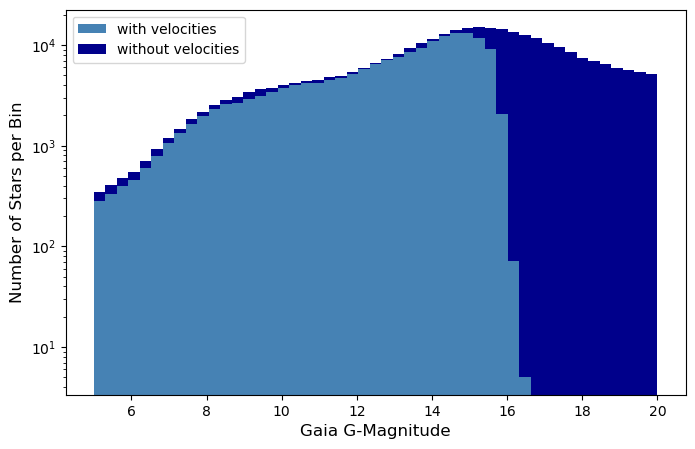 with velocities
without velocities
Number of Stars per Bin
10^4
10^3
10^2
10^1
6 8 10 12 14 16 18 20
Gaia G-Magnitude